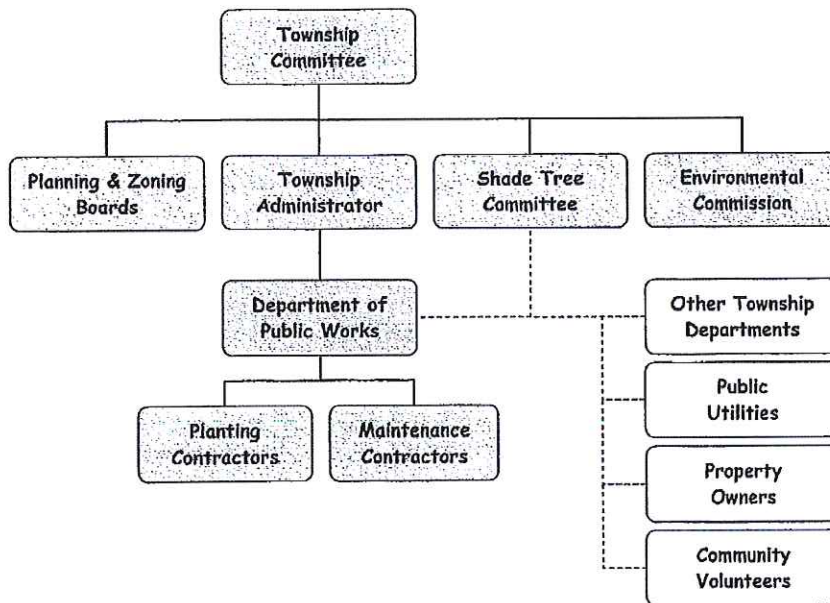 Township
Committee
Planning & Zoning
Boards
Township
Administrator
Shade Tree
Committee
Environmental
Commission
Department of
Public Works
Other Township
Departments
Public
Utilities
Planting
Contractors
Maintenance
Contractors
Property
Owners
Community
Volunteers